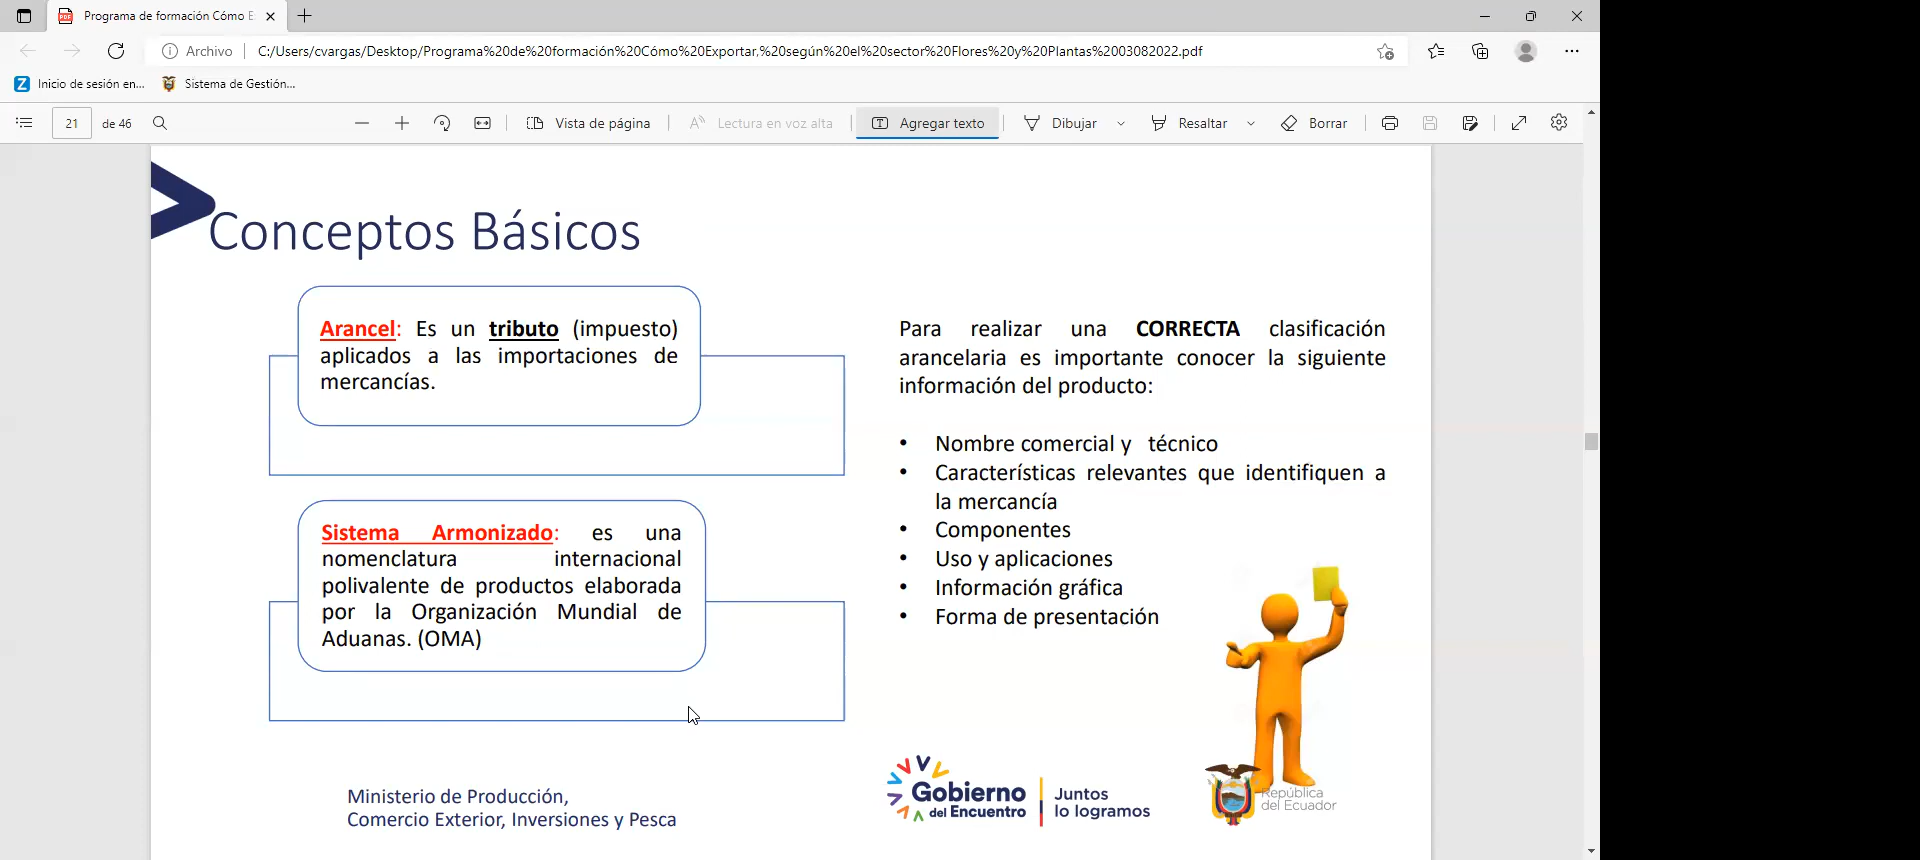 Programa de formación Cómo E
Archivo
C:/Users/cvargas/Desktop/Programa%20de%20formación%20Cómo%20Exportar,%20según%20el%20sector%20Flores%20y%20Plantas%2003082022.pdf
Inicio de sesión en...
Sistema de Gestión...
21 de 46
Vista de página
Lectura en voz alta
Agregar texto
Dibujar
Resaltar
Borrar
Conceptos Básicos
Arancel: Es un tributo (impuesto)
aplicados a las importaciones de
mercancías.
Sistema Armonizado: es una
nomenclatura internacional
polivalente de productos elaborada
por la Organización Mundial de
Aduanas. (OMA)
Para realizar una CORRECTA clasificación
arancelaria es importante conocer la siguiente
información del producto:
• Nombre comercial y técnico
• Características relevantes que identifiquen a
la mercancía
• Componentes
• Uso y aplicaciones
• Información gráfica
• Forma de presentación
Ministerio de Producción,
Comercio Exterior, Inversiones y Pesca
Gobierno
del Encuentro
Juntos
lo logramos
República
del Ecuador